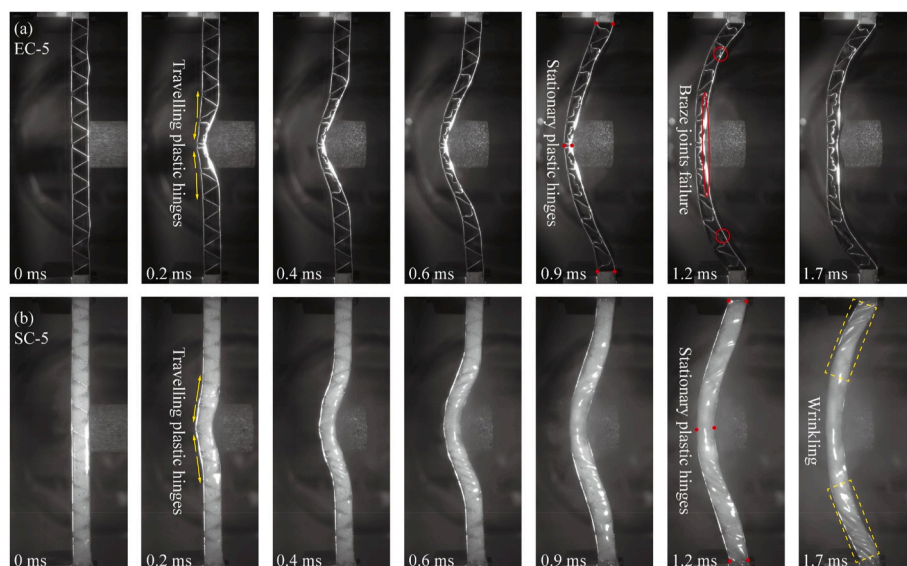 (a)
EC-5
Travelling plastic hinges
Stationary plastic hinges
Braze joints failure
0 ms
0.2 ms
0.4 ms
0.6 ms
0.9 ms
1.2 ms
1.7 ms
(b)
SC-5
Travelling plastic hinges
Stationary plastic hinges
Wrinkling
0 ms
0.2 ms
0.4 ms
0.6 ms
0.9 ms
1.2 ms
1.7 ms